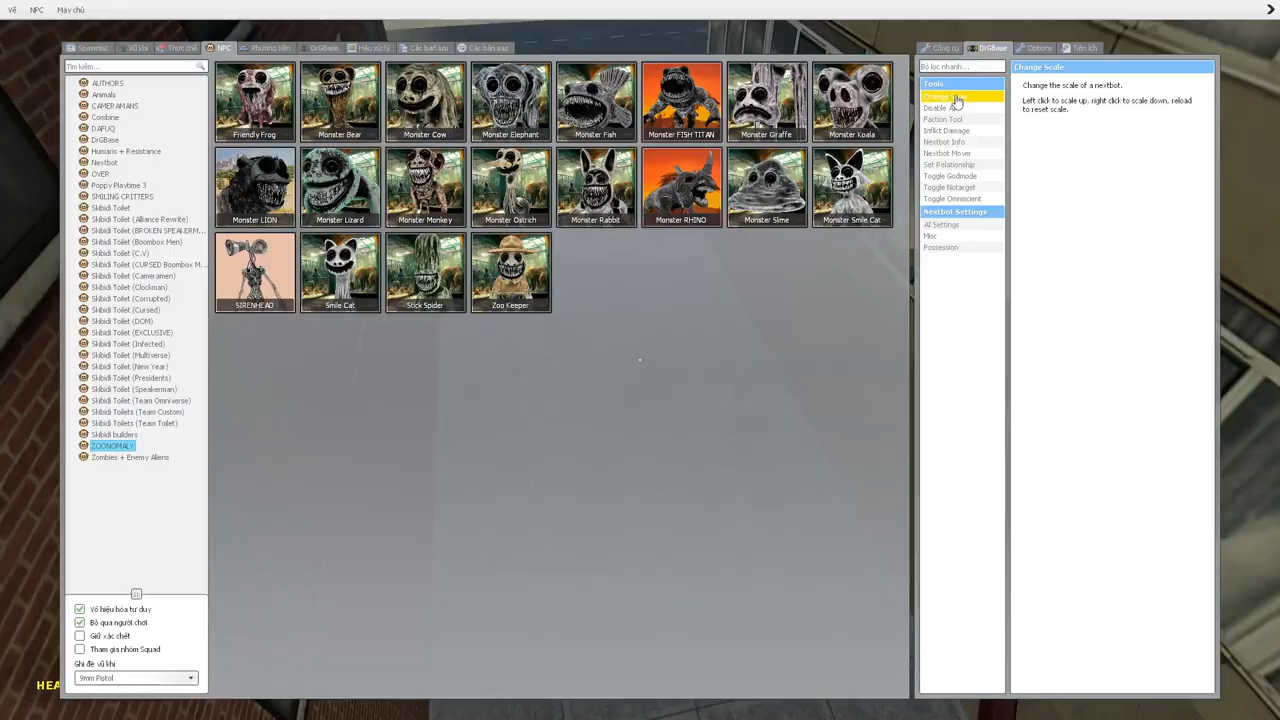 Vẽ NPC Máy chủ
Spawnlist Vũ khí Thực thể NPC Phương tiện DrGBase Hậu xử lý Các bản lưu Các bản sao
Tìm kiếm...
AUTHORS
Animals
CAMERAMANS
Combine
DAFUQ
DrGBase
Humans + Resistance
Nextbot
OVER
Poppy Playtime 3
SMILING CRITTERS
Skibidi Toilet
Skibidi Toilet (Alliance Rewrite)
Skibidi Toilet (BROKEN SPEAKERM...
Skibidi Toilet (Boombox Men)
Skibidi Toilet (C.V)
Skibidi Toilet (CURSED Boombox M...
Skibidi Toilet (Cameramen)
Skibidi Toilet (Clockman)
Skibidi Toilet (Corrupted)
Skibidi Toilet (Cursed)
Skibidi Toilet (DOM)
Skibidi Toilet (EXCLUSIVE)
Skibidi Toilet (Infected)
Skibidi Toilet (Multiverse)
Skibidi Toilet (New Year)
Skibidi Toilet (Presidents)
Skibidi Toilet (Speakerman)
Skibidi Toilet (Team Omniverse)
Skibidi Toilets (Team Custom)
Skibidi Toilets (Team Toilet)
Skibidi builders
ZOONOMALY
Zombies + Enemy Aliens
Vô hiệu hóa tư duy
Bỏ qua người chơi
Giữ xác chết
Tham gia nhóm Squad
Ghi đè vũ khí
9mm Pistol
HEA
Friendly Frog Monster Bear Monster Cow Monster Elephant Monster Fish Monster FISH TITAN Monster Giraffe Monster Koala
Monster LION Monster Lizard Monster Monkey Monster Ostrich Monster Rabbit Monster RHINO Monster Slime Monster Smile Cat
SIRENHEAD Smile Cat Stick Spider Zoo Keeper
Công cụ DrGBase Options Tiện ích
Bộ lọc nhanh...
Tools
Change
Disable
Faction Tool
Inflict Damage
Nextbot Info
Nextbot Mover
Set Relationship
Toggle Godmode
Toggle Notarget
Toggle Omniscient
Nextbot Settings
AI Settings
Misc
Possession
Change Scale
Change the scale of a nextbot.
Left click to scale up, right click to scale down, reload
to reset scale.